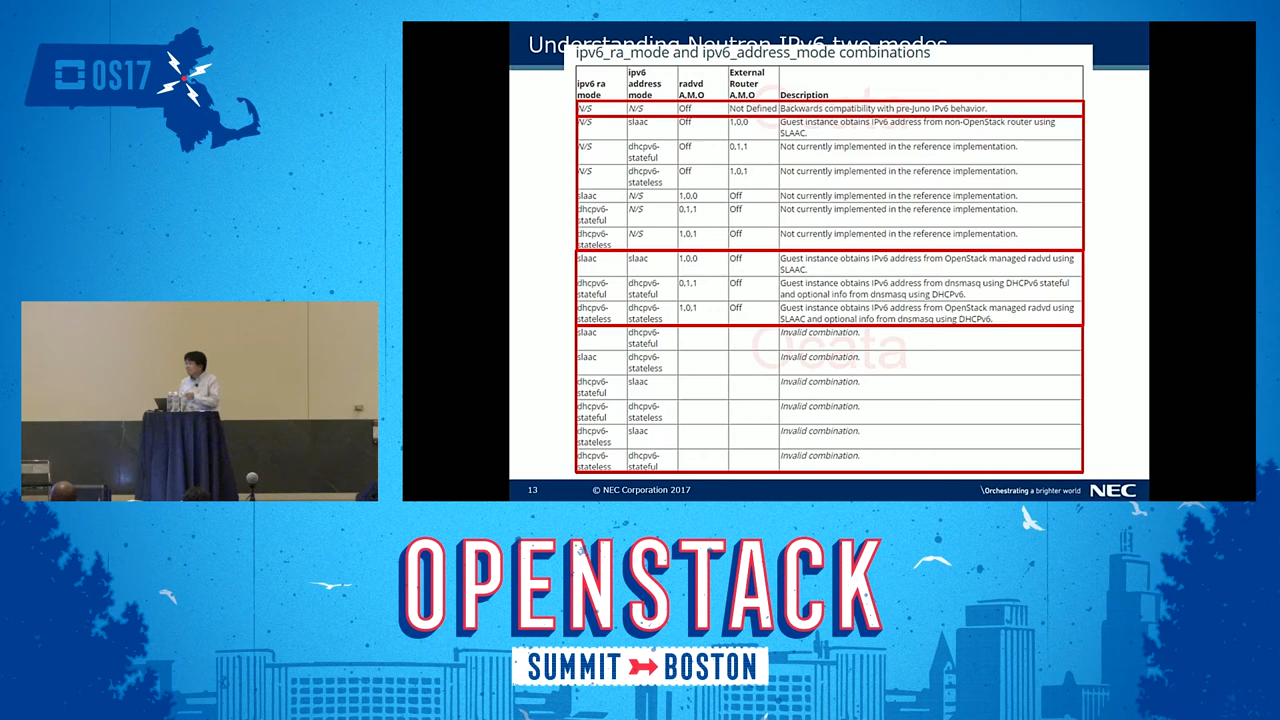 OS17
Understanding Neutron IPv6 two modes
ipv6_ra_mode and ipv6_address_mode combinations
ipv6 ra mode | ipv6 address mode | radvd A,M,O | External Router A,M,O | Description
N/S | N/S | Off | Not Defined | Backwards compatibility with pre-Juno IPv6 behavior.
N/S | slaac | Off | 1,0,0 | Guest instance obtains IPv6 address from non-OpenStack router using SLAAC.
N/S | dhcpv6-stateful | Off | 0,1,1 | Not currently implemented in the reference implementation.
N/S | dhcpv6-stateless | Off | 1,0,1 | Not currently implemented in the reference implementation.
slaac | N/S | 1,0,0 | Off | Not currently implemented in the reference implementation.
dhcpv6-stateful | N/S | 0,1,1 | Off | Not currently implemented in the reference implementation.
dhcpv6-stateless | N/S | 1,0,1 | Off | Not currently implemented in the reference implementation.
slaac | slaac | 1,0,0 | Off | Guest instance obtains IPv6 address from OpenStack managed radvd using SLAAC.
dhcpv6-stateful | dhcpv6-stateful | 0,1,1 | Off | Guest instance obtains IPv6 address from dnsmasq using DHCPv6 stateful and optional info from dnsmasq using DHCPv6.
dhcpv6-stateless | dhcpv6-stateless | 1,0,1 | Off | Guest instance obtains IPv6 address from OpenStack managed radvd using SLAAC and optional info from dnsmasq using DHCPv6.
slaac | dhcpv6-stateful | Invalid combination.
slaac | dhcpv6-stateless | Invalid combination.
dhcpv6-stateful | slaac | Invalid combination.
dhcpv6-stateful | dhcpv6-stateless | Invalid combination.
dhcpv6-stateless | slaac | Invalid combination.
dhcpv6-stateless | dhcpv6-stateful | Invalid combination.
Ocata
Ocata
13
© NEC Corporation 2017
\Orchestrating a brighter world
NEC
OPENSTACK
SUMMIT BOSTON